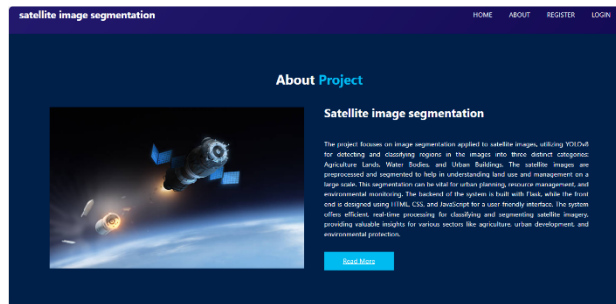 satellite image segmentation
HOME ABOUT REGISTER LOGIN
About Project
Satellite image segmentation
The project focuses on image segmentation applied to satellite images, utilizing YOLOv8
for detecting and classifying regions in the images into three distinct categories:
Agriculture Lands, Water Bodies, and Urban Buildings. The satellite images are
preprocessed and segmented to help in understanding land use and management on a
large scale. This segmentation can be vital for urban planning, resource management, and
environmental monitoring. The backend of the system is built with Flask, while the front
end is designed using HTML, CSS, and JavaScript for a user friendly interface. The system
offers efficient, real-time processing for classifying and segmenting satellite imagery,
providing valuable insights for various sectors like agriculture, urban development, and
environmental protection.
Read More